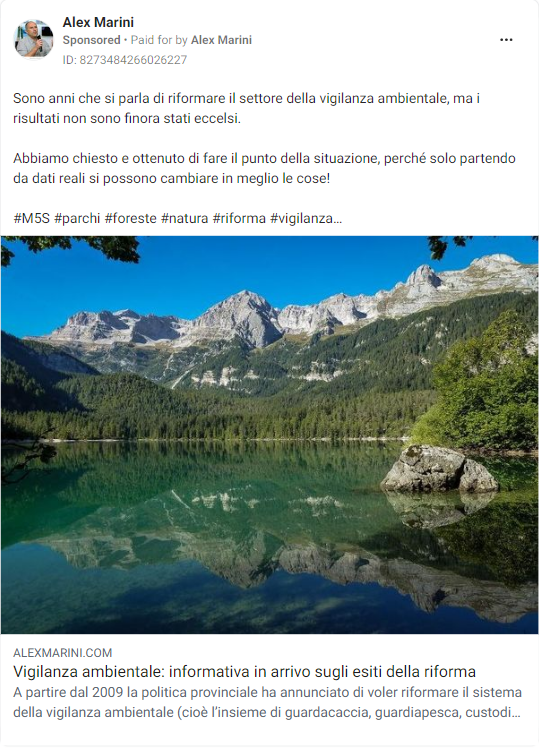 Alex Marini
Sponsored • Paid for by Alex Marini
ID: 8273484266026227
Sono anni che si parla di riformare il settore della vigilanza ambientale, ma i
risultati non sono finora stati eccelsi.
Abbiamo chiesto e ottenuto di fare il punto della situazione, perché solo partendo
da dati reali si possono cambiare in meglio le cose!
#M5S #parchi #foreste #natura #riforma #vigilanza...
ALEXMARINI.COM
Vigilanza ambientale: informativa in arrivo sugli esiti della riforma
A partire dal 2009 la politica provinciale ha annunciato di voler riformare il sistema
della vigilanza ambientale (cioè l’insieme di guardacaccia, guardiapesca, custodi...